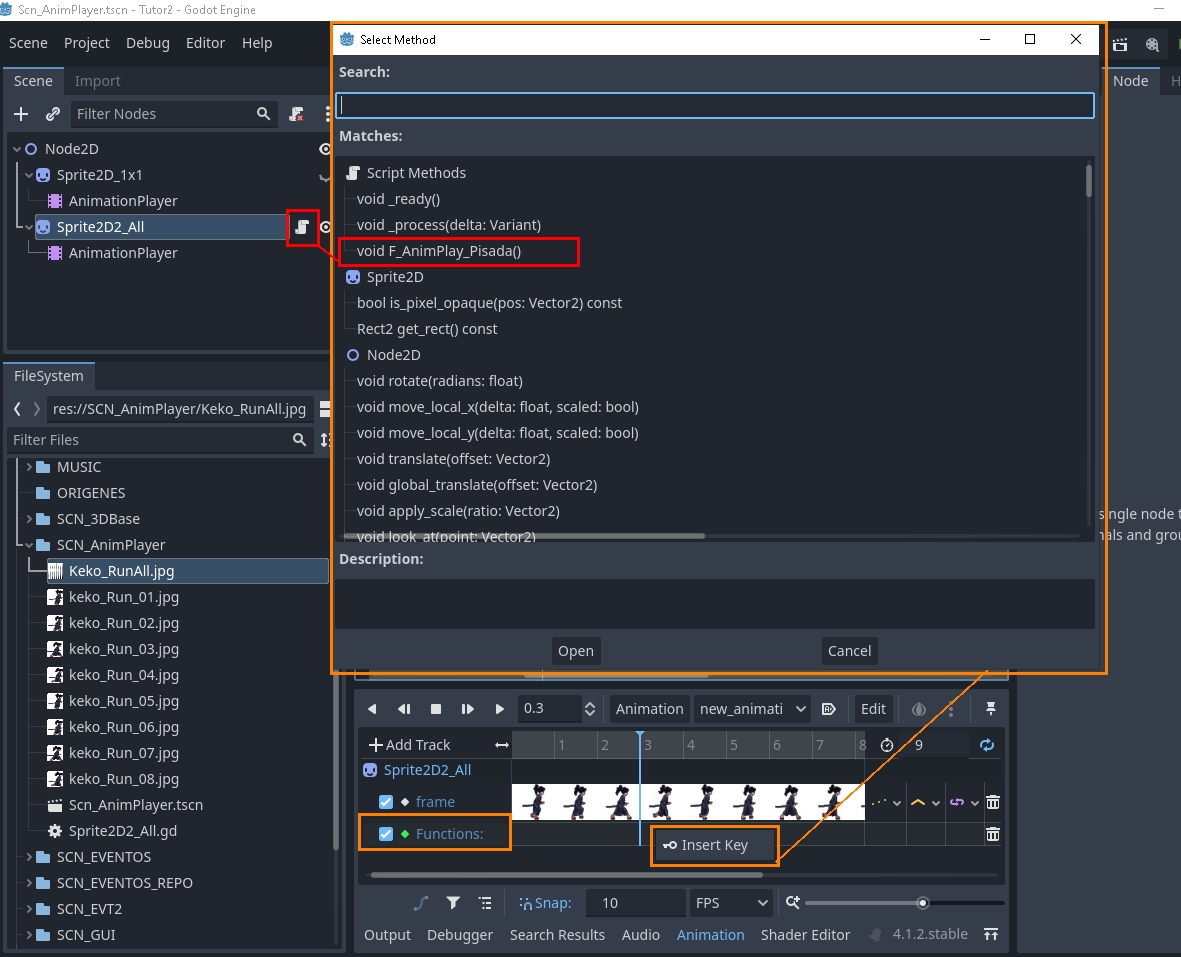 Scn_AnimPlayer.tscn - Tutor2 - Godot Engine
Scene Project Debug Editor Help
Scene Import
Filter Nodes
Node2D
Sprite2D_1x1
AnimationPlayer
Sprite2D2_All
AnimationPlayer
FileSystem
res://SCN_AnimPlayer/Keko_RunAll.jpg
Filter Files
MUSIC
ORIGENES
SCN_3DBase
SCN_AnimPlayer
Keko_RunAll.jpg
keko_Run_01.jpg
keko_Run_02.jpg
keko_Run_03.jpg
keko_Run_04.jpg
keko_Run_05.jpg
keko_Run_06.jpg
keko_Run_07.jpg
keko_Run_08.jpg
Scn_AnimPlayer.tscn
Sprite2D2_All.gd
SCN_EVENTOS
SCN_EVENTOS_REPO
SCN_EVT2
SCN_GUI
Select Method
Search:
Matches:
Script Methods
void _ready()
void _process(delta: Variant)
void F_AnimPlay_Pisada()
Sprite2D
bool is_pixel_opaque(pos: Vector2) const
Rect2 get_rect() const
Node2D
void rotate(radians: float)
void move_local_x(delta: float, scaled: bool)
void move_local_y(delta: float, scaled: bool)
void translate(offset: Vector2)
void global_translate(offset: Vector2)
void apply_scale(ratio: Vector2)
void look_at(point: Vector2)
Description:
Open Cancel
Node H
single node t
nals and grou
0.3 Animation new_animati Edit
Add Track 1 2 3 4 5 6 7 8 9
Sprite2D2_All
frame
Functions:
Insert Key
Snap: 10 FPS
Output Debugger Search Results Audio Animation Shader Editor 4.1.2.stable